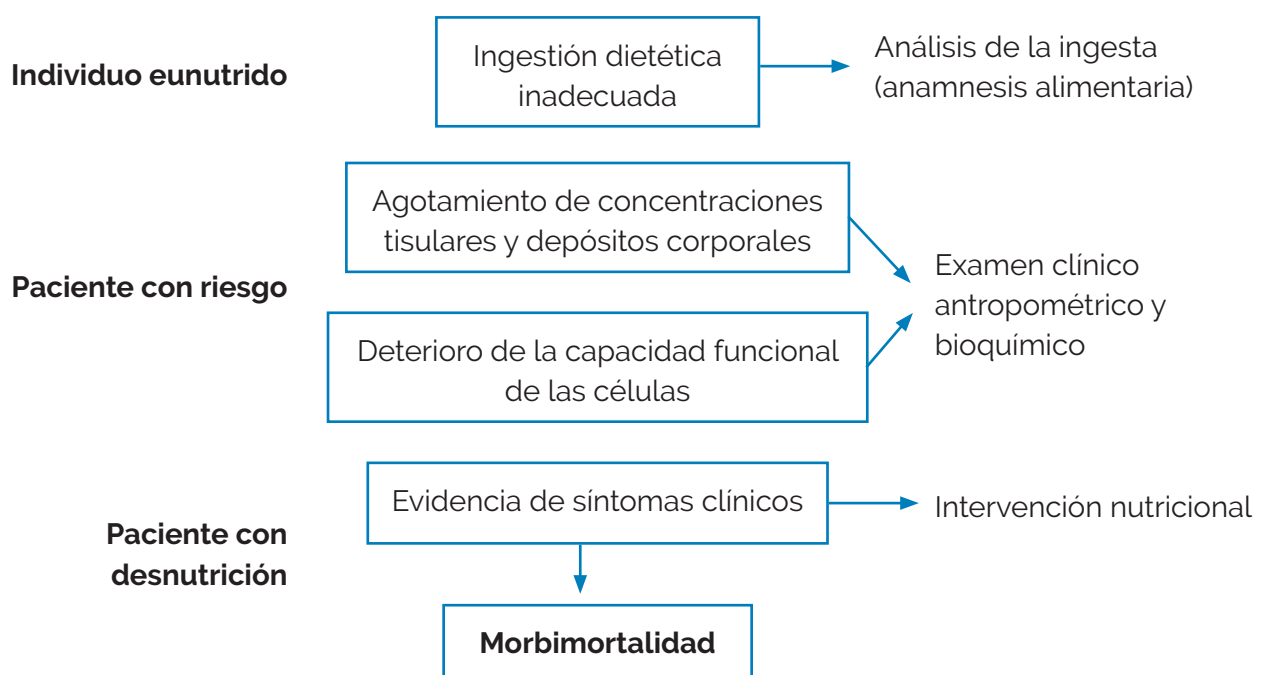 Individuo eunutrido
Ingestión dietética
inadecuada
Análisis de la ingesta
(anamnesis alimentaria)
Paciente con riesgo
Agotamiento de concentraciones
tisulares y depósitos corporales
Deterioro de la capacidad funcional
de las células
Examen clínico
antropométrico y
bioquímico
Paciente con
desnutrición
Evidencia de síntomas clínicos
Intervención nutricional
Morbimortalidad